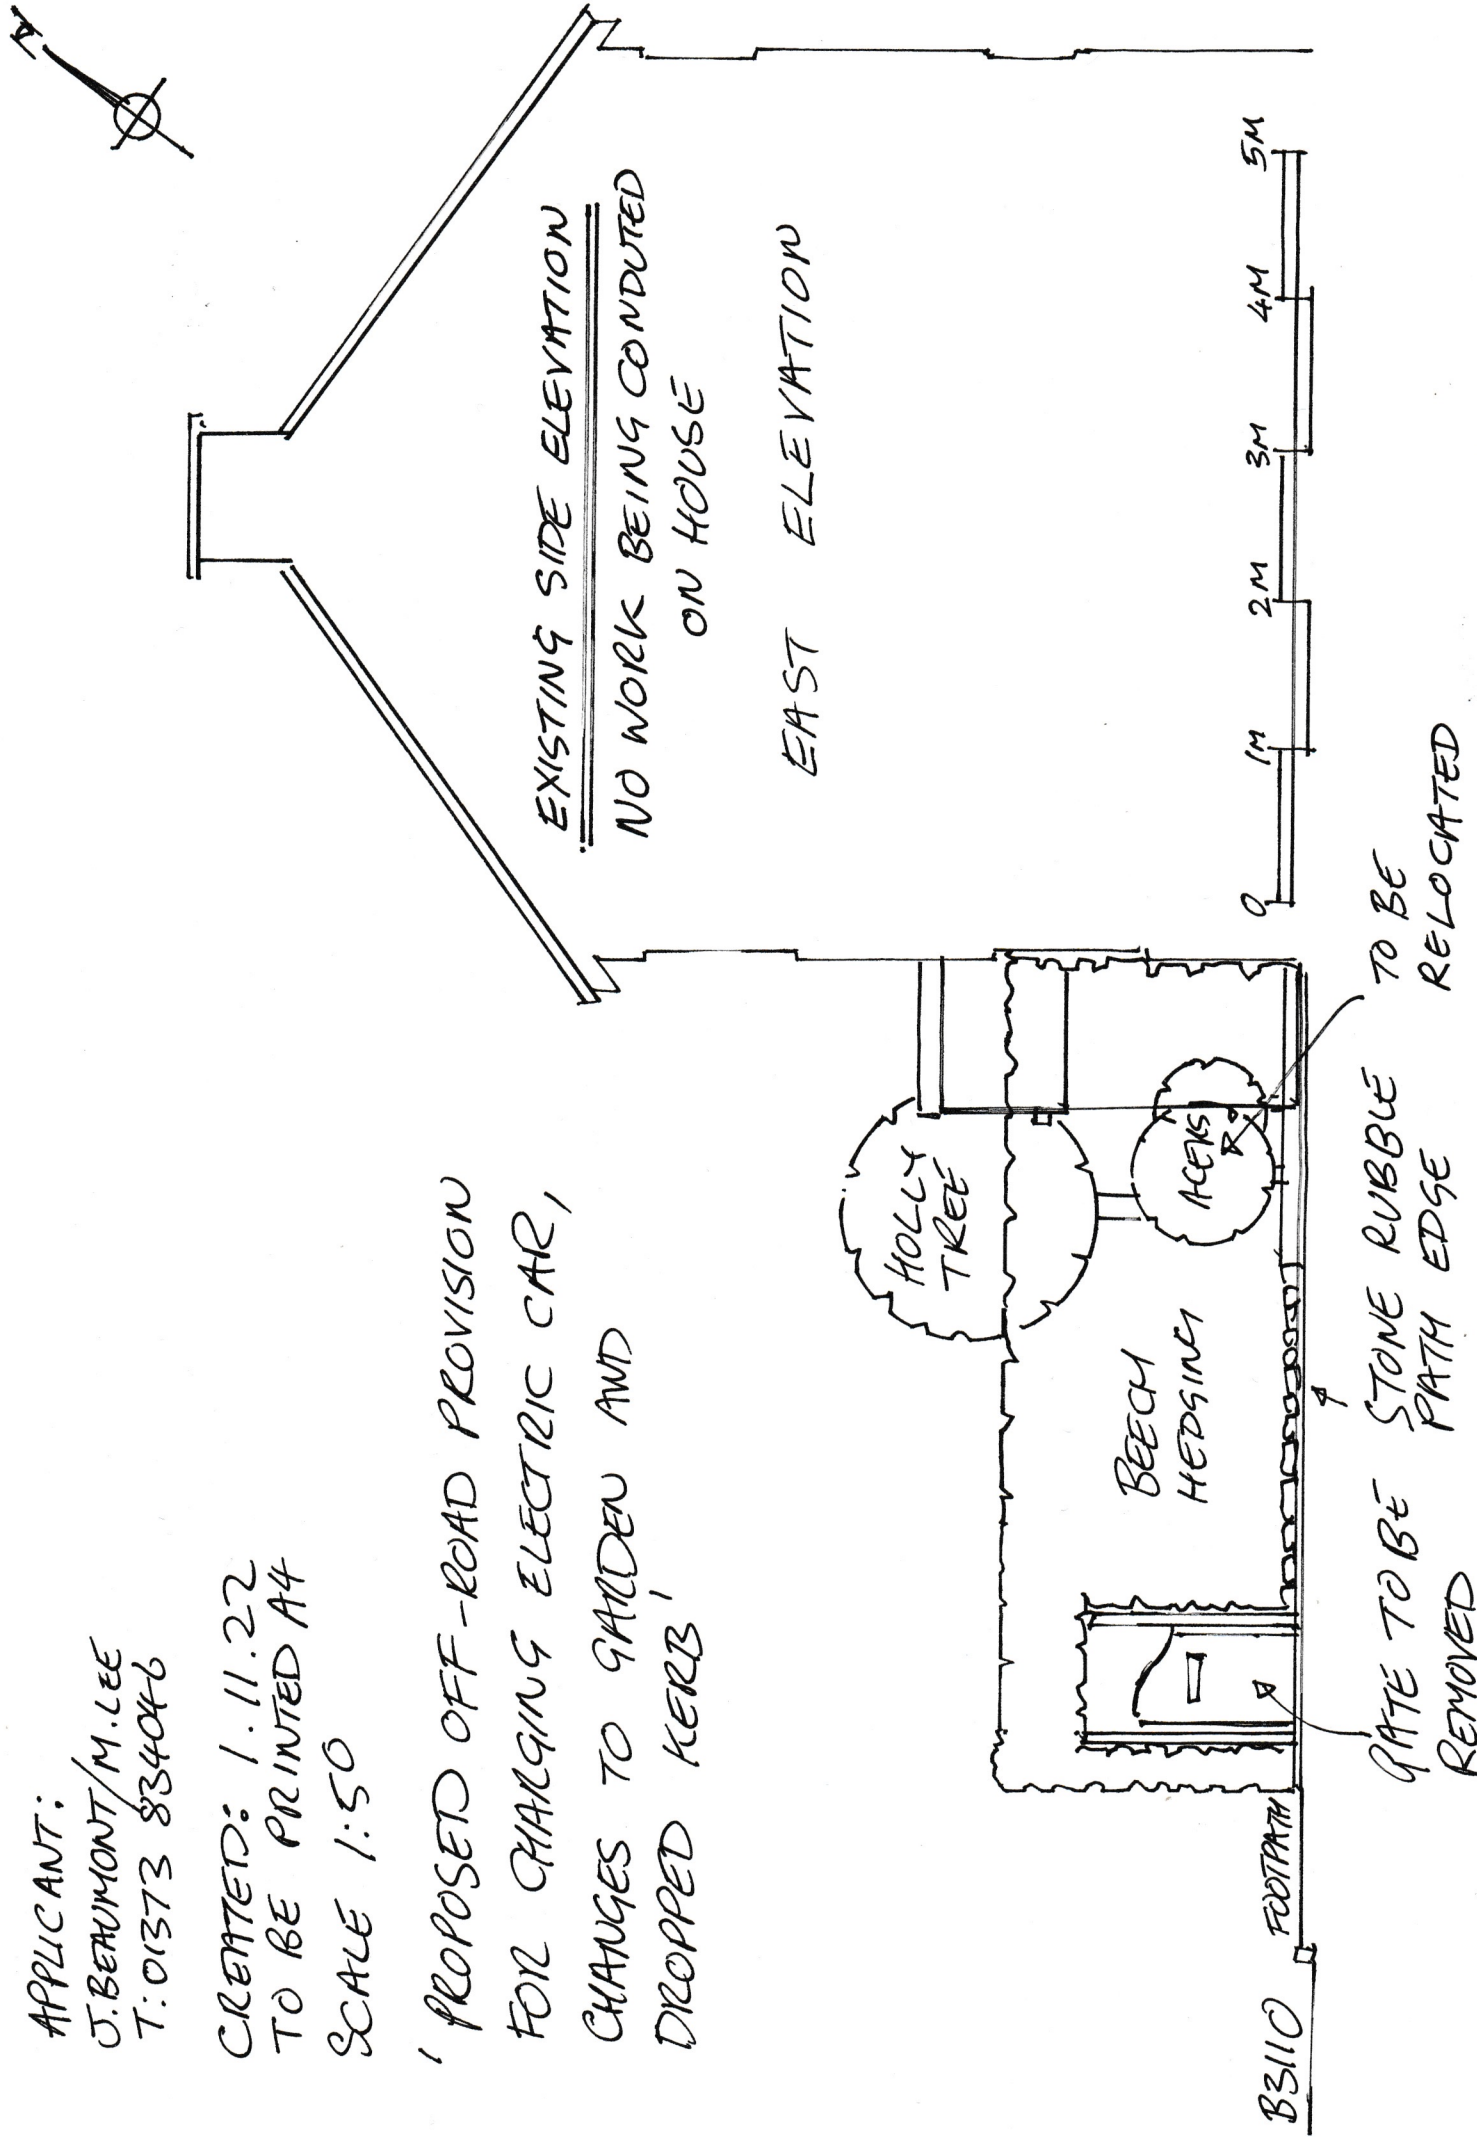 APPLICANT:
J.BEAUMONT/M.LEE
T: 01373 834046
CREATED: 1.11.22
TO BE PRINTED A4
SCALE 1:50
'PROPOSED OFF-ROAD PROVISION
FOR CHARGING ELECTRIC CAR,
CHANGES TO GARDEN AND
DROPPED KERB'
N
EXISTING SIDE ELEVATION
NO WORK BEING CONDUTED
ON HOUSE
EAST ELEVATION
HOLLY
TREE
ACERS
BEECH
HEDGING
0 1M 2M 3M 4M 5M
B3110
FOOTPATH
GATE TO BE
REMOVED
STONE RUBBLE
PATH EDGE
TO BE
RELOCATED